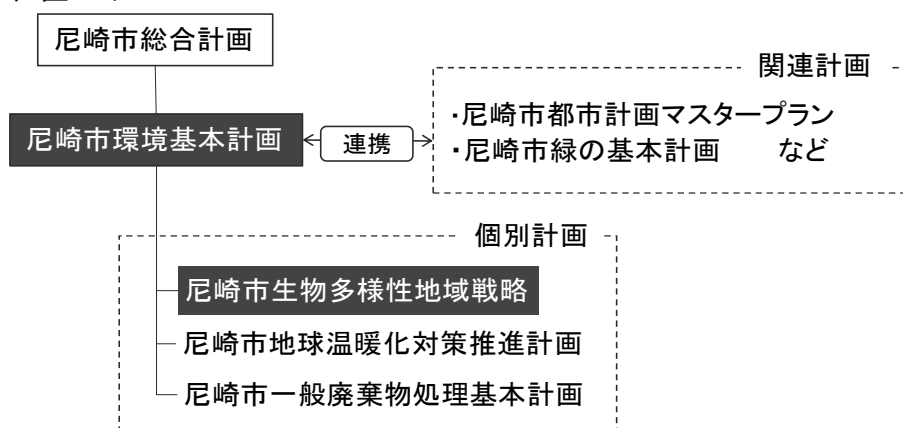 尼崎市総合計画
関連計画
尼崎市環境基本計画
連携
・尼崎市都市計画マスタープラン
・尼崎市緑の基本計画 など
個別計画
尼崎市生物多様性地域戦略
尼崎市地球温暖化対策推進計画
尼崎市一般廃棄物処理基本計画